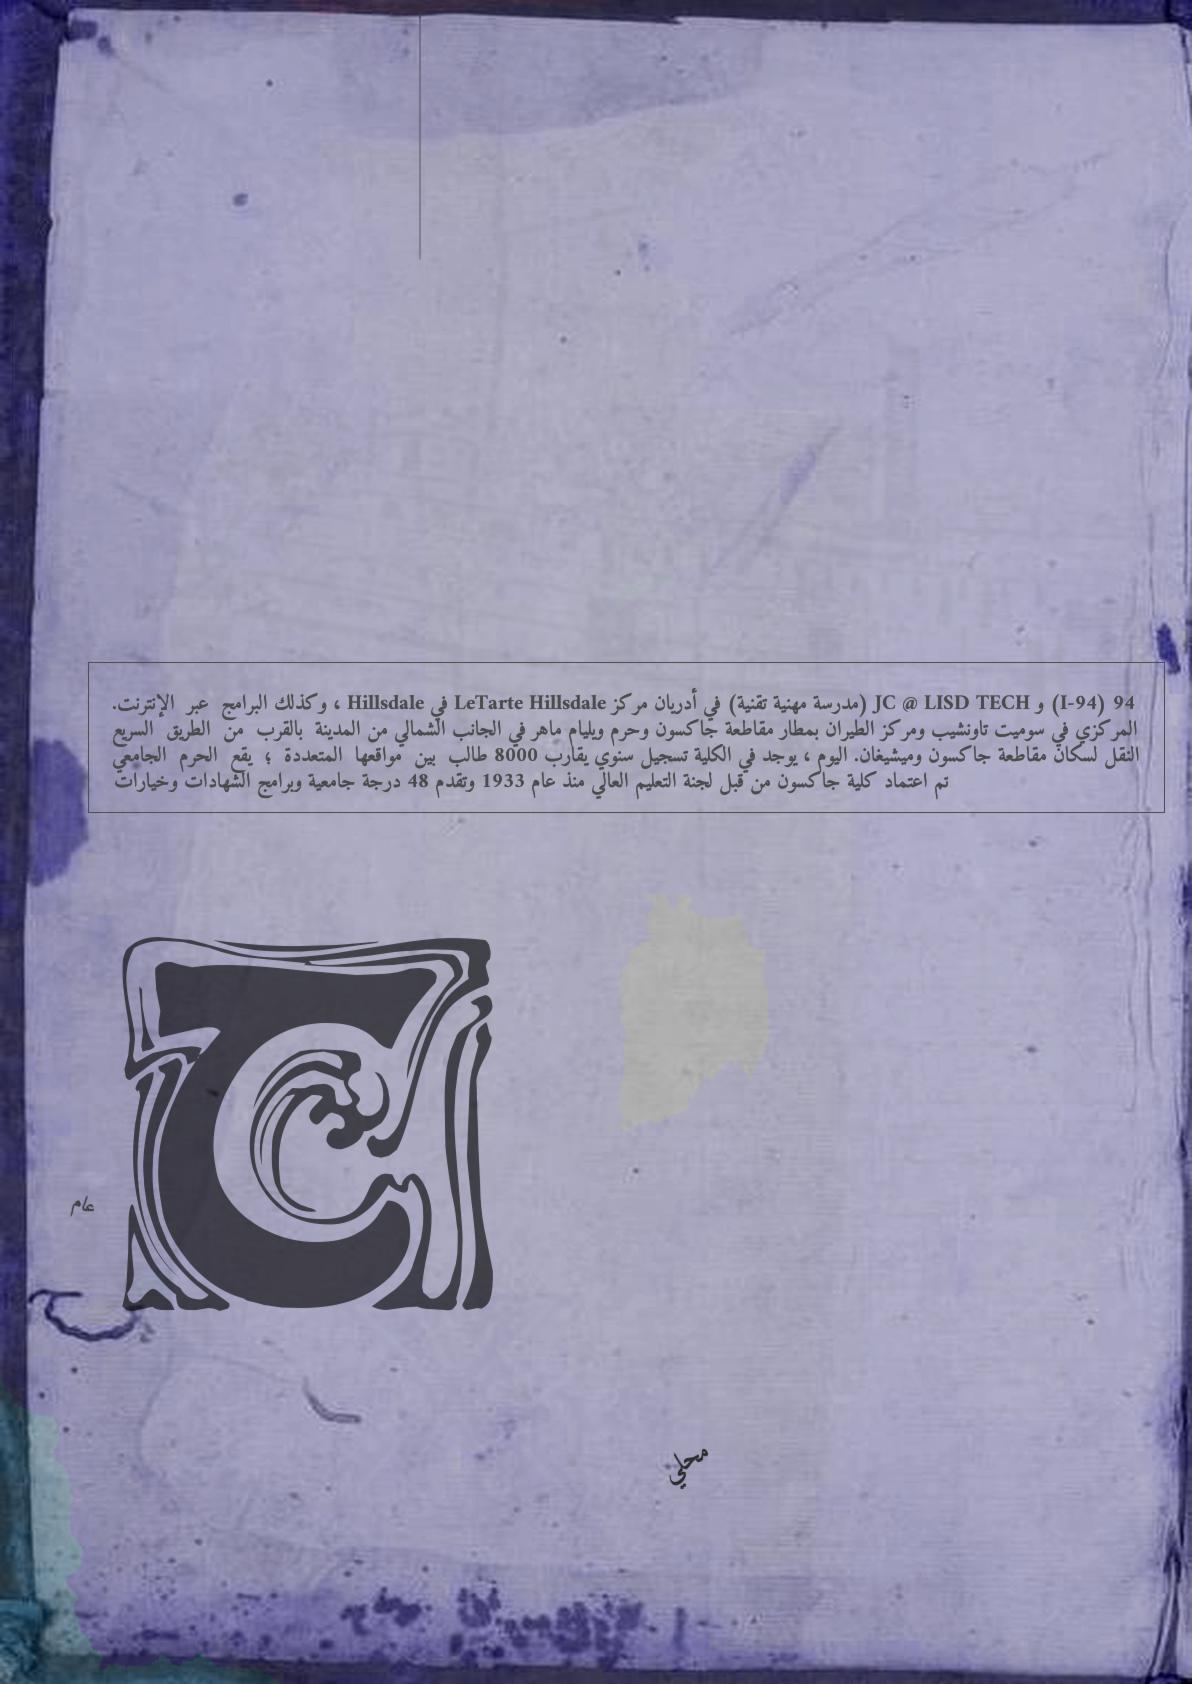 94 (I-94) و JC @ LISD TECH (مدرسة مهنية تقنية) في أدريان مركز LeTarte Hillsdale في Hillsdale ، وكذلك البرامج عبر الإنترنت.
المركزي في سوميت تاونشيب ومركز الطيران بمطار مقاطعة جاكسون وحرم ويليام ماهر في الجانب الشمالي من المدينة بالقرب من الطريق السريع
النقل لسكان مقاطعة جاكسون وميشيغان. اليوم ، يوجد في الكلية تسجيل سنوي يقارب 8000 طالب بين مواقعها المتعددة ؛ يقع الحرم الجامعي
تم اعتماد كلية جاكسون من قبل لجنة التعليم العالي منذ عام 1933 وتقدم 48 درجة جامعية وبرامج الشهادات وخيارات
عام
محلي